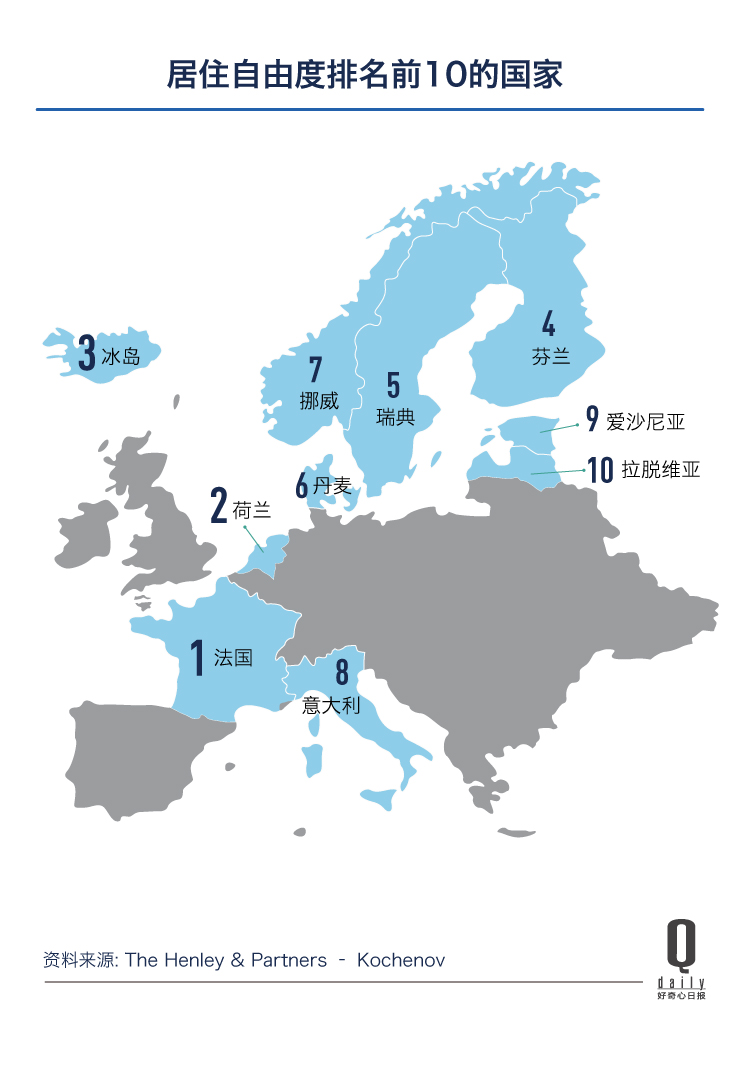 居住自由度排名前10的国家
3 冰岛
4
芬兰
7
挪威
5
瑞典
9 爱沙尼亚
10 拉脱维亚
6 丹麦
2 荷兰
1 法国
8
意大利
资料来源: The Henley & Partners - Kochenov
Q
daily
好奇心日报